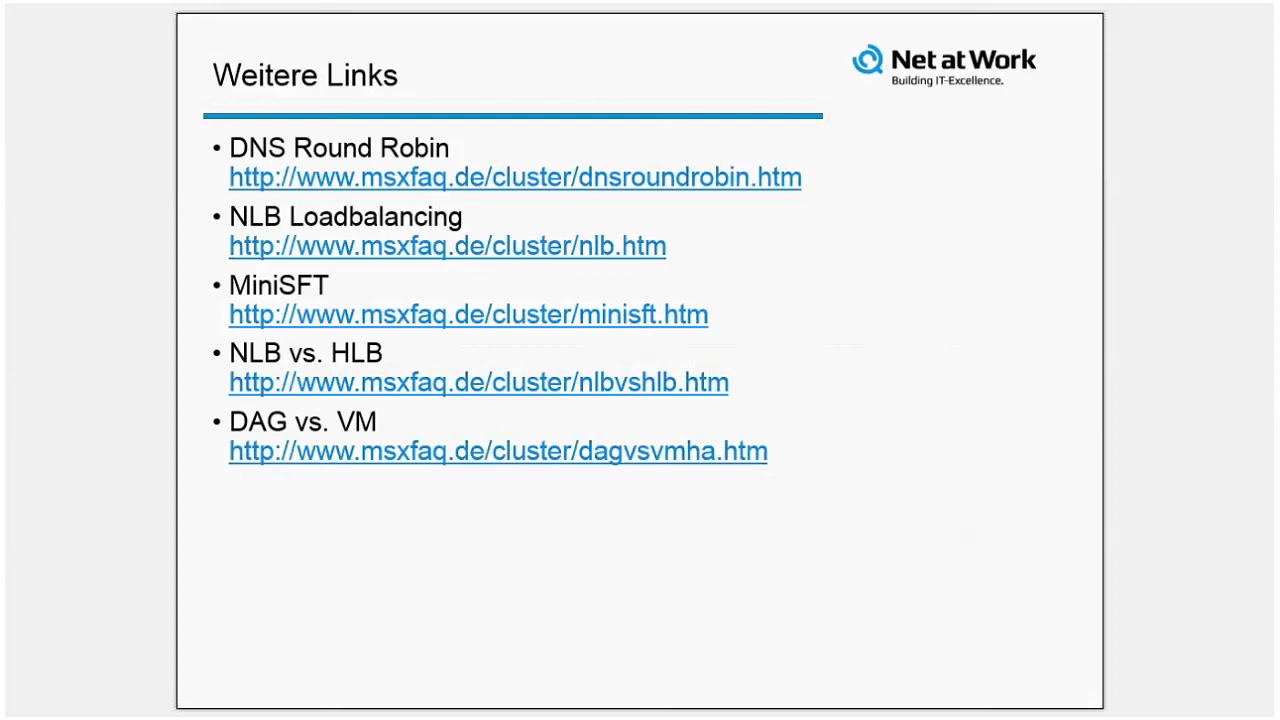 Weitere Links
Net at Work
Building IT-Excellence.
• DNS Round Robin
http://www.msxfaq.de/cluster/dnsroundrobin.htm
• NLB Loadbalancing
http://www.msxfaq.de/cluster/nlb.htm
• MiniSFT
http://www.msxfaq.de/cluster/minisft.htm
• NLB vs. HLB
http://www.msxfaq.de/cluster/nlbvshlb.htm
• DAG vs. VM
http://www.msxfaq.de/cluster/dagvsvmha.htm